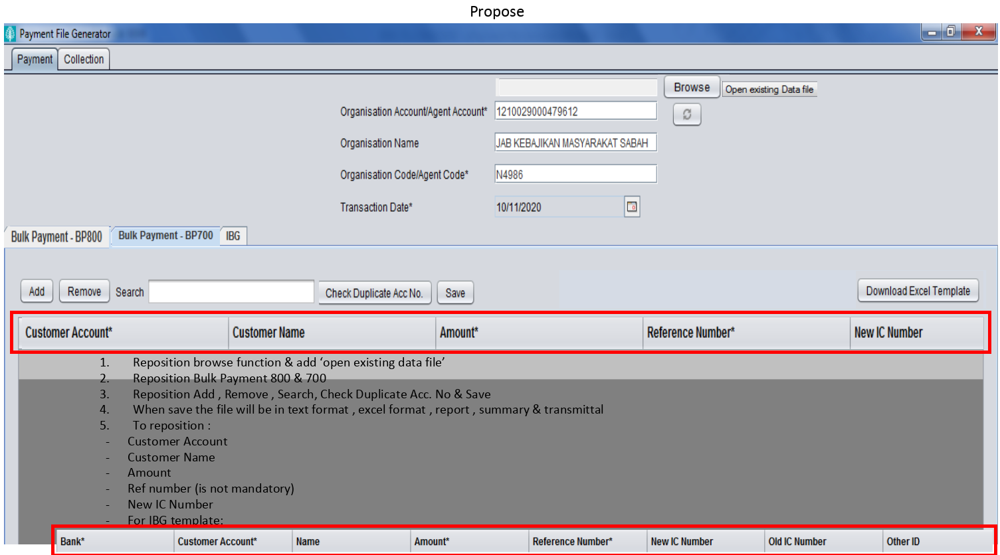 Propose
Payment File Generator
Payment Collection
Browse Open existing Data file
Organisation Account/Agent Account* 1210029000479612
Organisation Name JAB KEBAJIKAN MASYARAKAT SABAH
Organisation Code/Agent Code* N4986
Transaction Date* 10/11/2020
Bulk Payment - BP800 Bulk Payment - BP700 IBG
Add Remove Search Check Duplicate Acc No. Save Download Excel Template
Customer Account* Customer Name Amount* Reference Number* New IC Number
1. Reposition browse function & add ‘open existing data file’
2. Reposition Bulk Payment 800 & 700
3. Reposition Add , Remove , Search, Check Duplicate Acc. No & Save
4. When save the file will be in text format , excel format , report , summary & transmittal
5. To reposition :
- Customer Account
- Customer Name
- Amount
- Ref number (is not mandatory)
- New IC Number
- For IBG template:
Bank* Customer Account* Name Amount* Reference Number* New IC Number Old IC Number Other ID